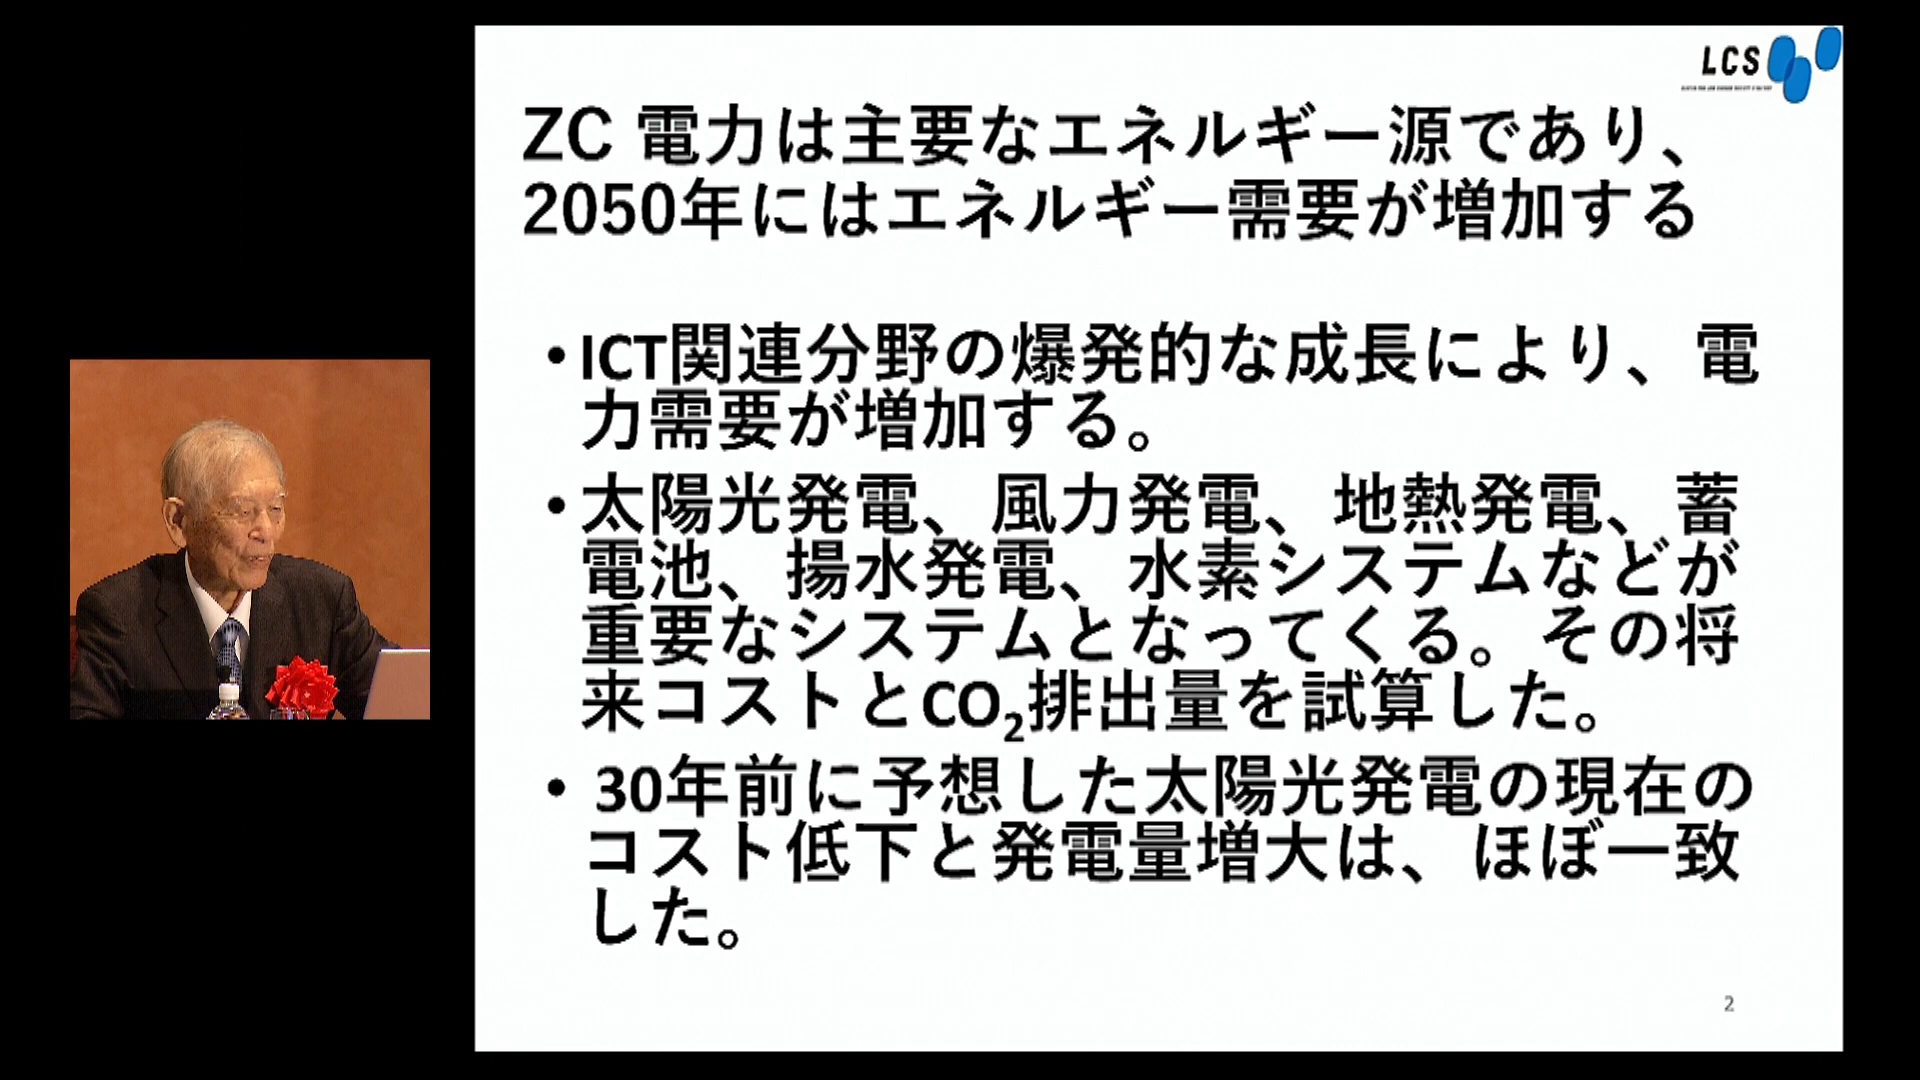 LCS
ZC 電力は主要なエネルギー源であり、
2050年にはエネルギー需要が増加する
•ICT関連分野の爆発的な成長により、電
力需要が増加する。
•太陽光発電、風力発電、地熱発電、蓄
電池、揚水発電、水素システムなどが
重要なシステムとなってくる。その将
来コストとCO₂排出量を試算した。
• 30年前に予想した太陽光発電の現在の
コスト低下と発電量増大は、ほぼ一致
した。
2